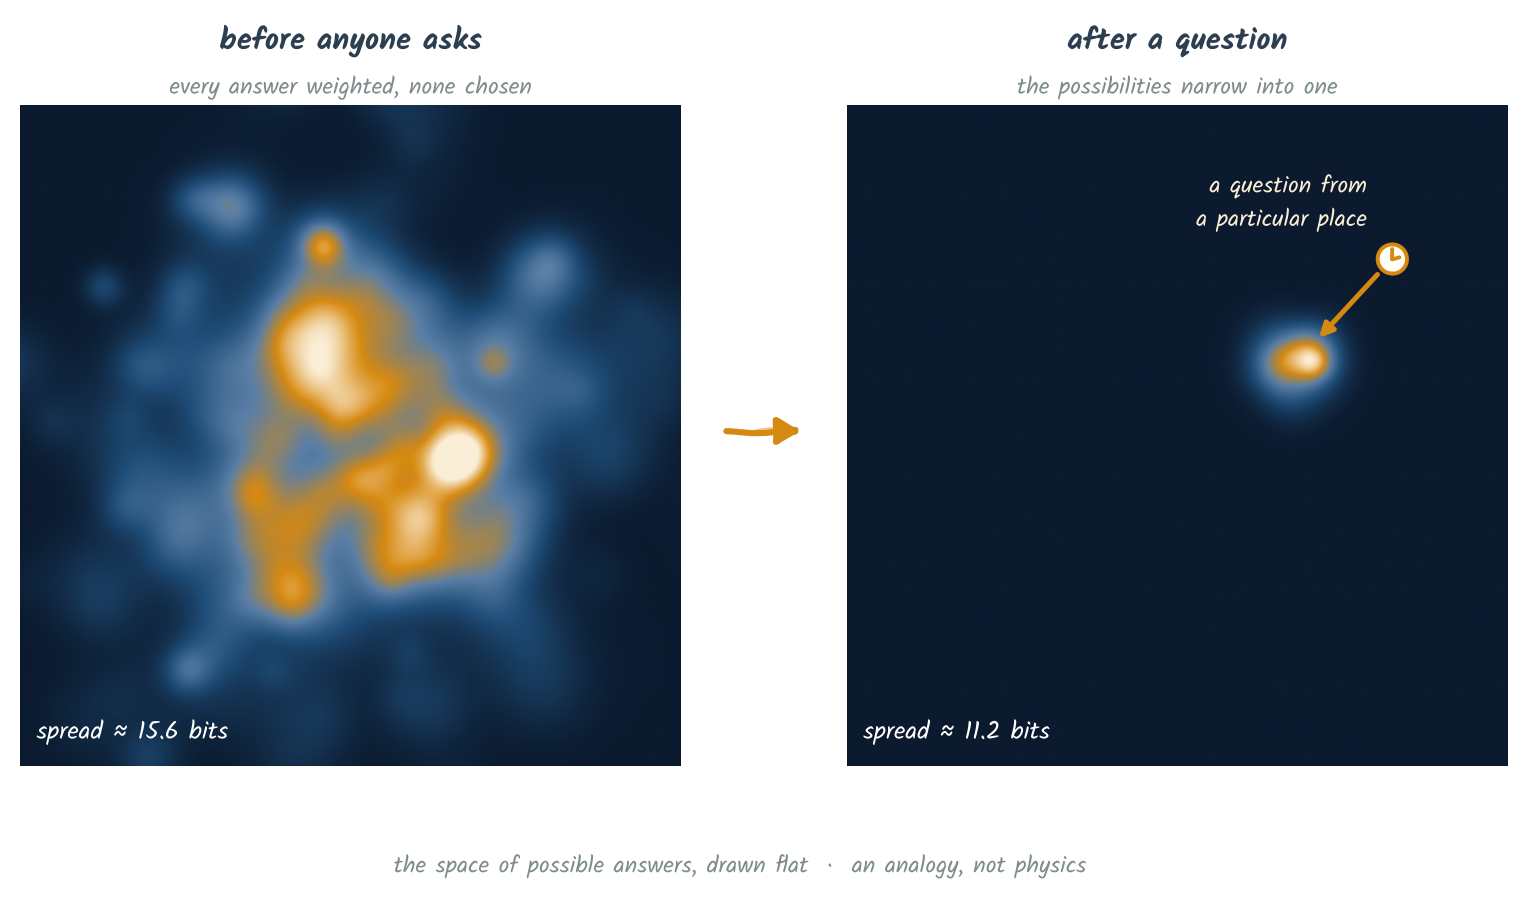 before anyone asks
every answer weighted, none chosen
spread ≈ 15.6 bits
after a question
the possibilities narrow into one
a question from
a particular place
spread ≈ 11.2 bits
the space of possible answers, drawn flat · an analogy, not physics